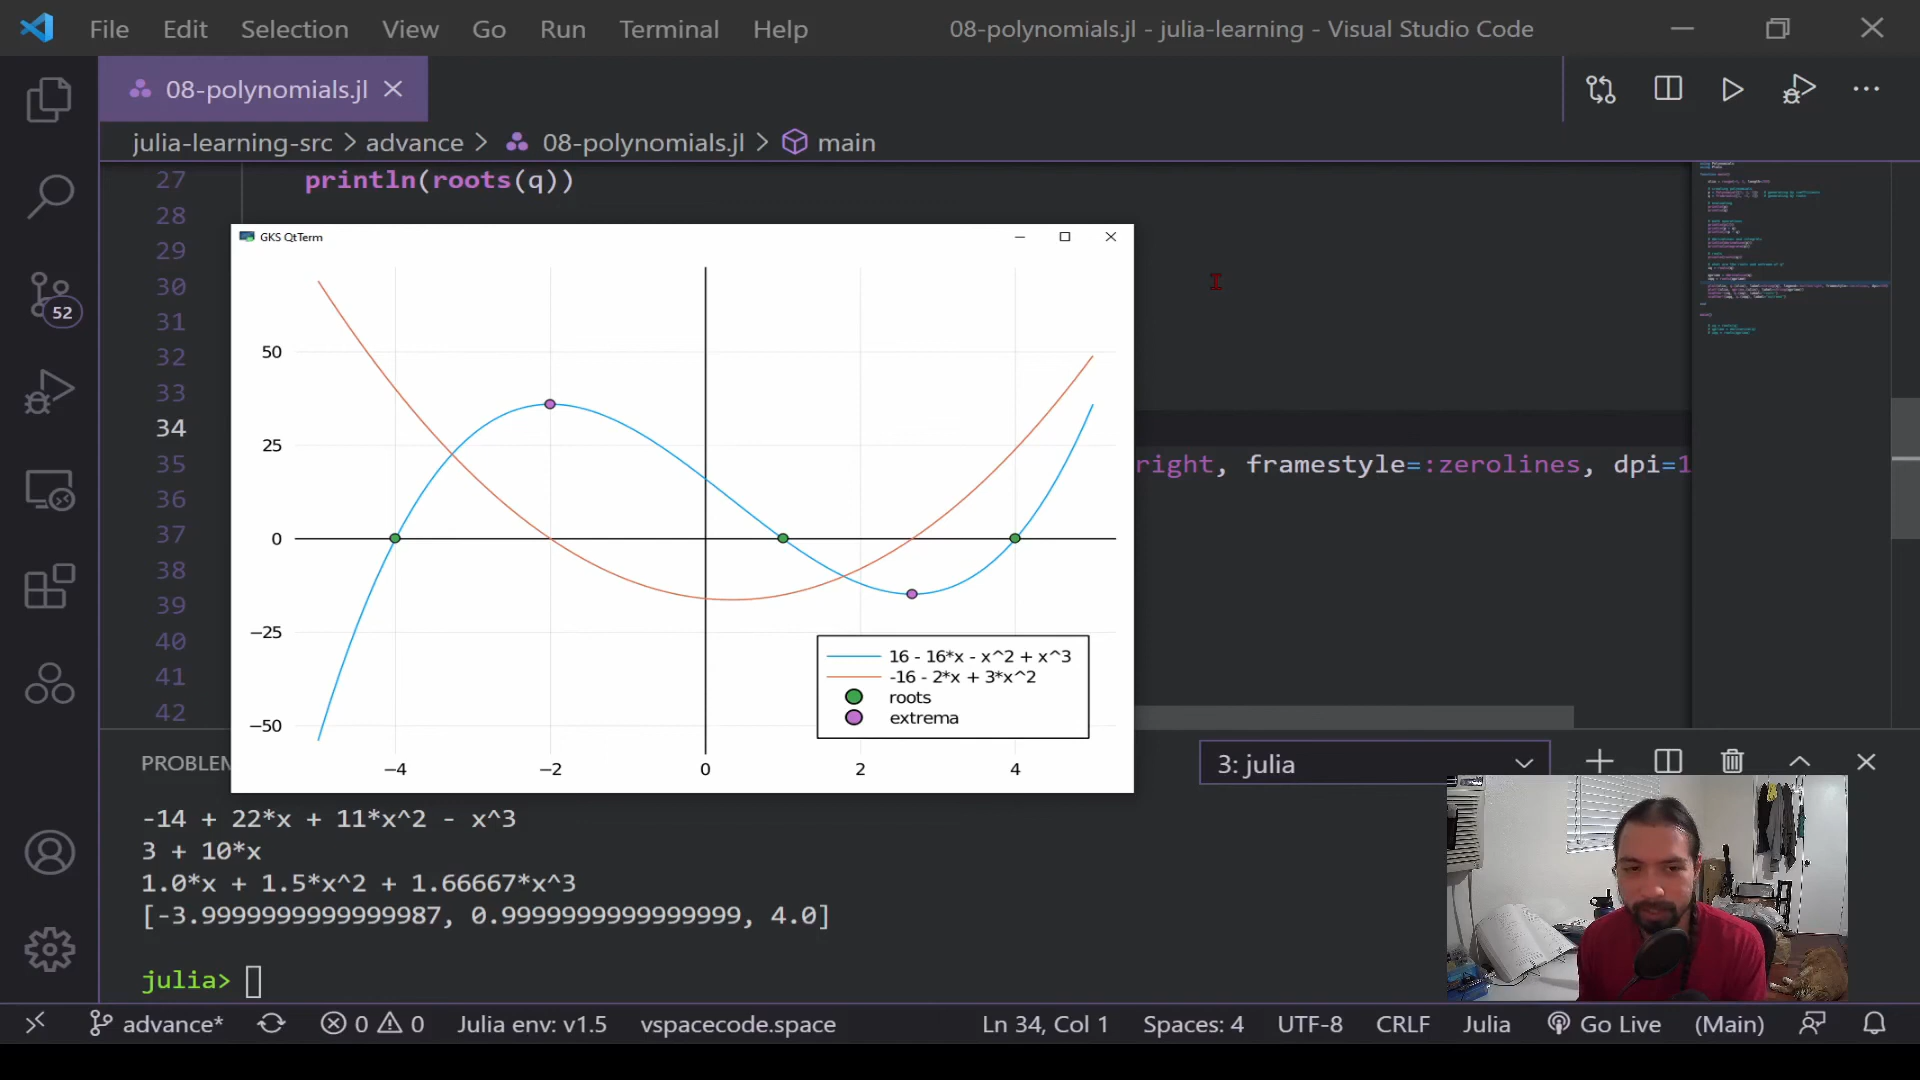 File Edit Selection View Go Run Terminal Help 08-polynomials.jl - julia-learning - Visual Studio Code
08-polynomials.jl
julia-learning-src > advance > 08-polynomials.jl > main
27 println(roots(q))
28
29
30
31
32
33
34
35 right, framestyle=:zerolines, dpi=1
36
37
38
39
40
41
42
52
GKS QtTerm
50
25
0
−25
−50
−4 −2 0 2 4
16 - 16*x - x^2 + x^3
-16 - 2*x + 3*x^2
roots
extrema
PROBLEM
3: julia
-14 + 22*x + 11*x^2 - x^3
3 + 10*x
1.0*x + 1.5*x^2 + 1.66667*x^3
[-3.9999999999999987, 0.9999999999999999, 4.0]
julia>
advance* 0 0 Julia env: v1.5 vspacecode.space Ln 34, Col 1 Spaces: 4 UTF-8 CRLF Julia Go Live (Main)